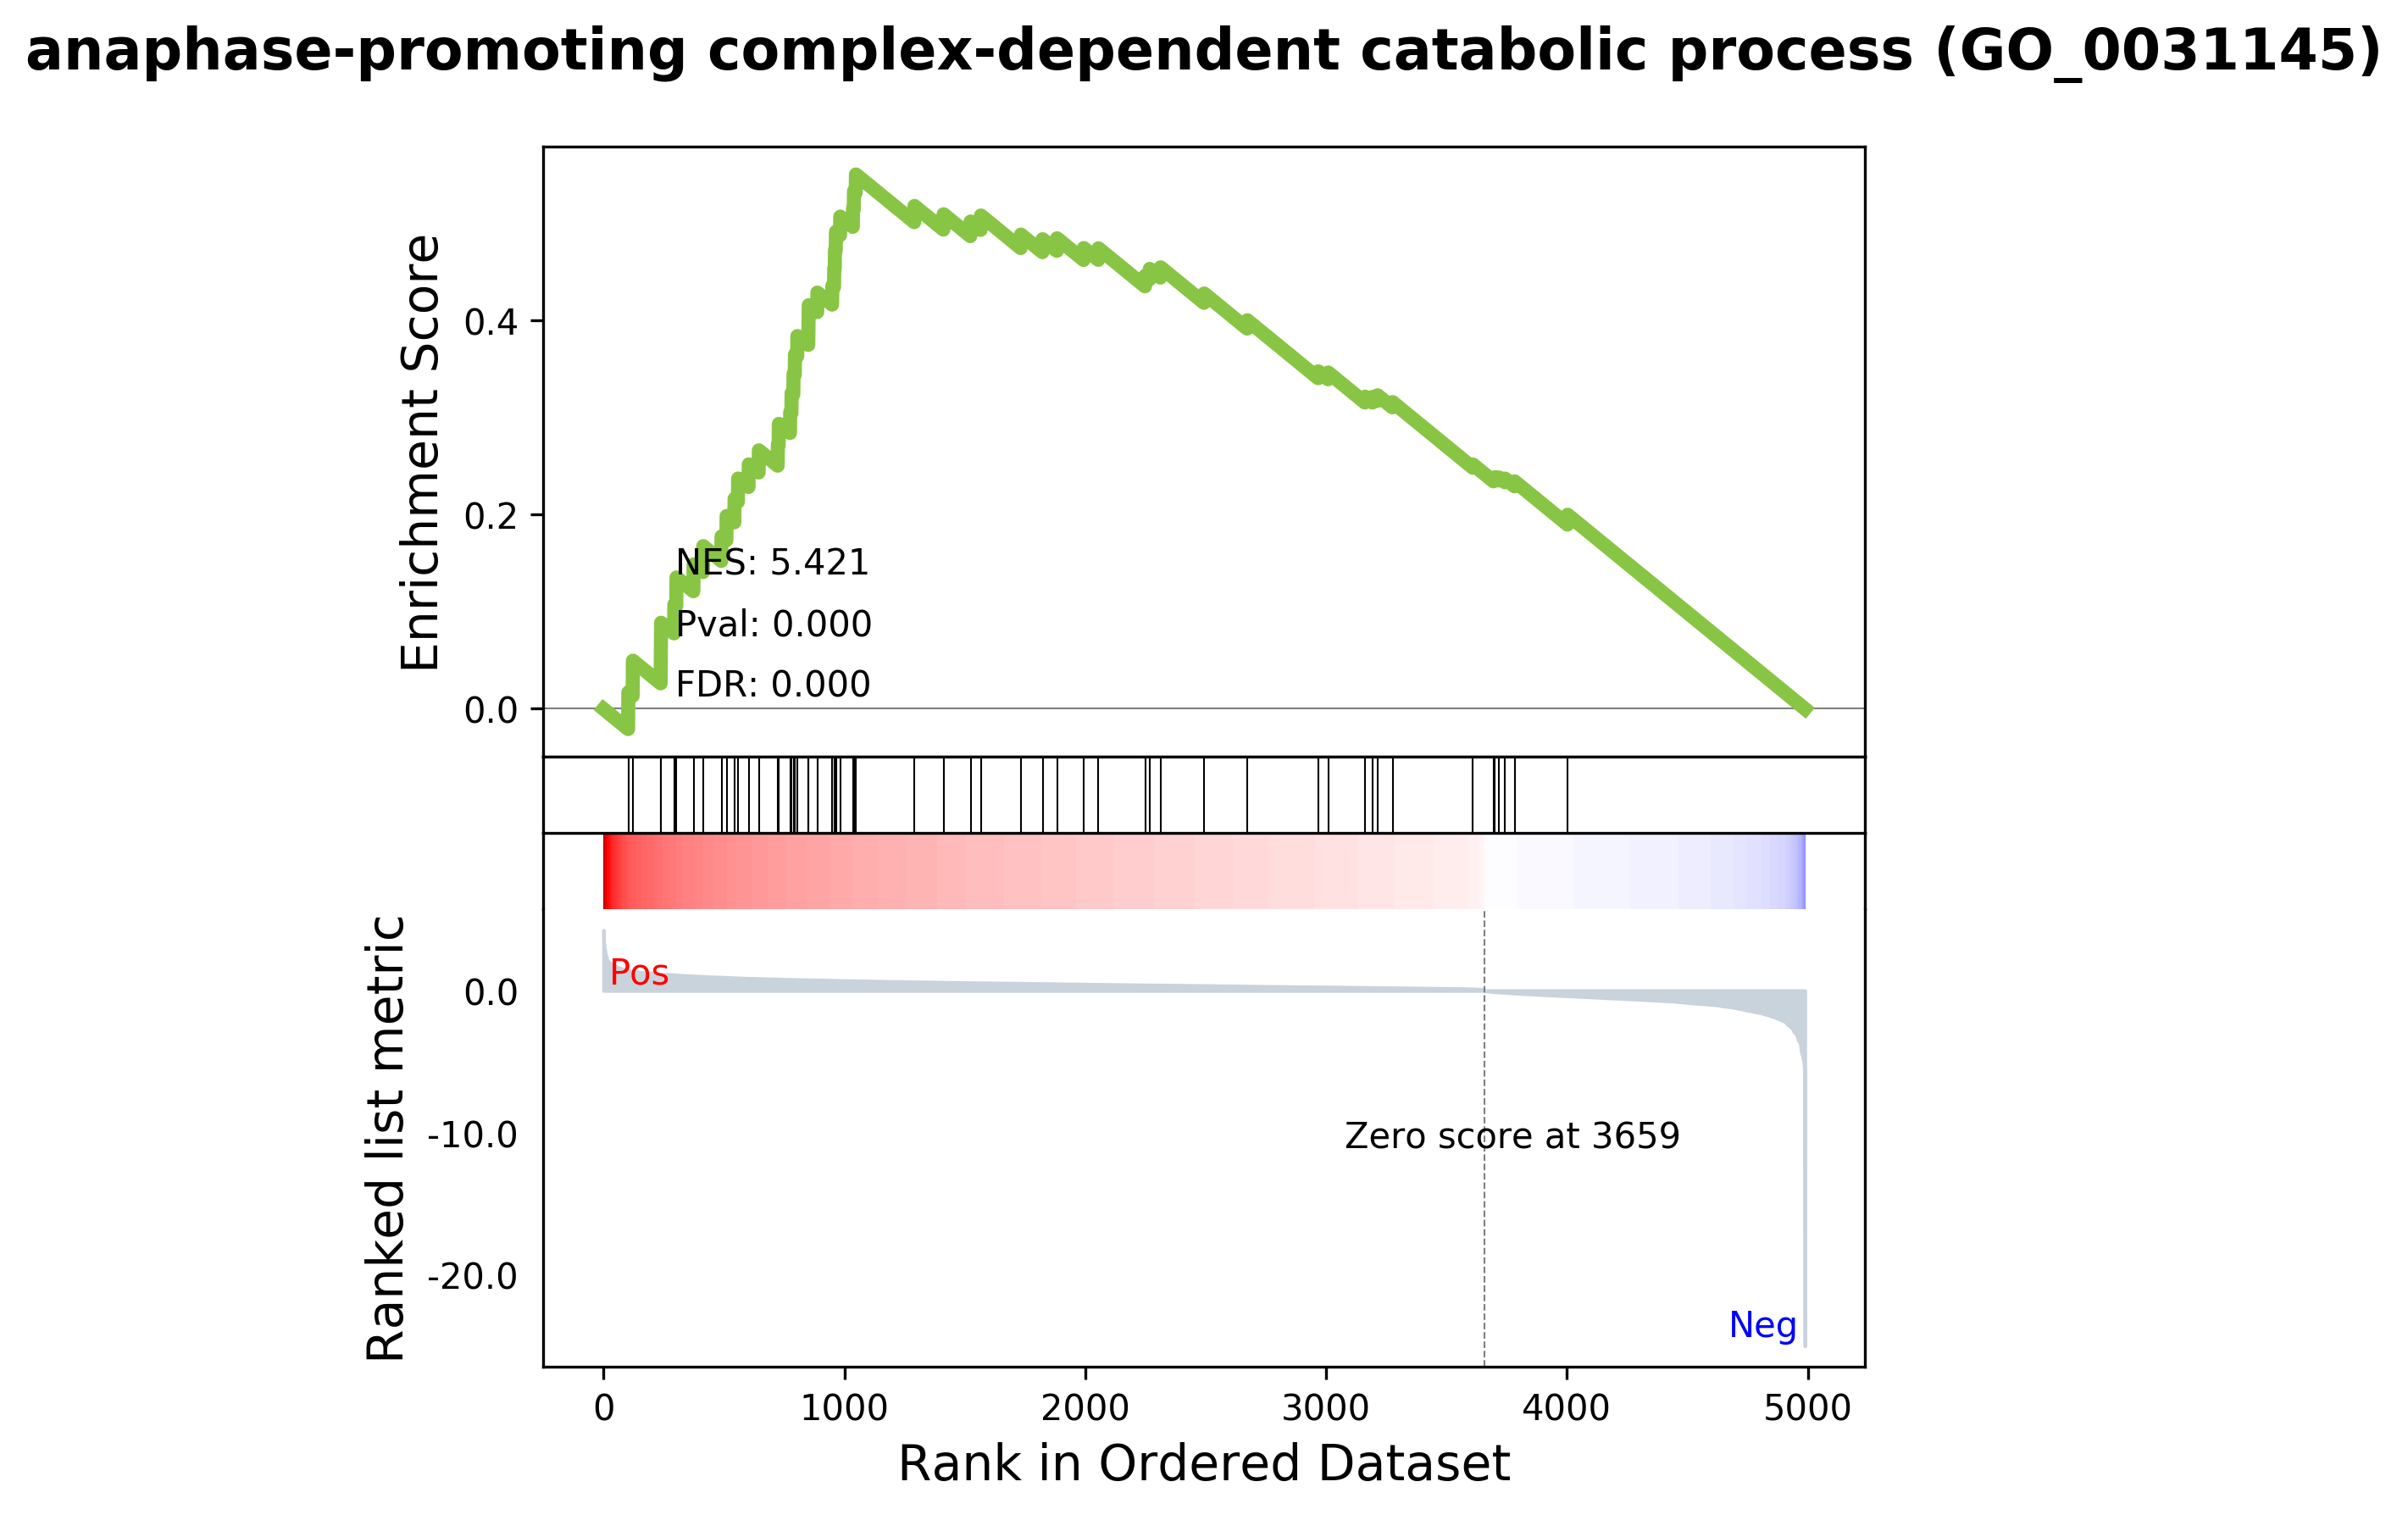 anaphase-promoting complex-dependent catabolic process (GO_0031145)
Enrichment Score
0.4
0.2
0.0
NES: 5.421
Pval: 0.000
FDR: 0.000
Ranked list metric
0.0
-10.0
-20.0
Pos
Zero score at 3659
Neg
0 1000 2000 3000 4000 5000
Rank in Ordered Dataset